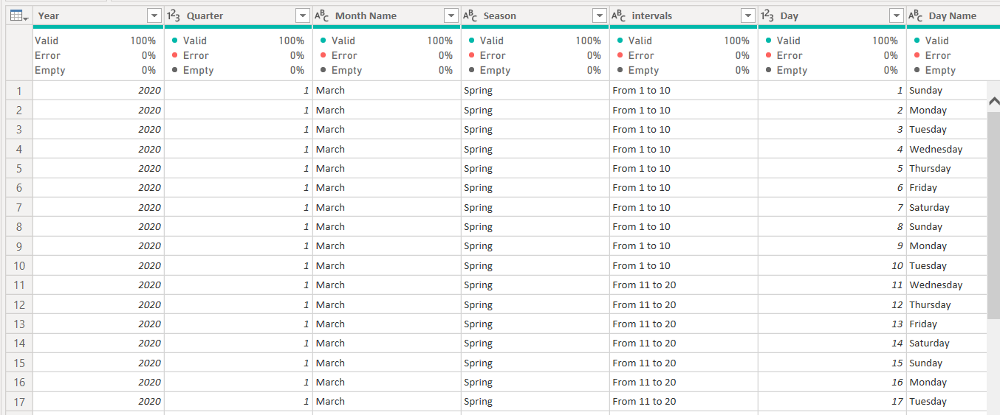 Year 123 Quarter ABC Month Name ABC Season ABC intervals 123 Day ABC Day Name
Valid 100% Valid 100% Valid 100% Valid 100% Valid 100% Valid 100% Valid
Error 0% Error 0% Error 0% Error 0% Error 0% Error 0% Error
Empty 0% Empty 0% Empty 0% Empty 0% Empty 0% Empty 0% Empty
1 2020 1 March Spring From 1 to 10 1 Sunday
2 2020 1 March Spring From 1 to 10 2 Monday
3 2020 1 March Spring From 1 to 10 3 Tuesday
4 2020 1 March Spring From 1 to 10 4 Wednesday
5 2020 1 March Spring From 1 to 10 5 Thursday
6 2020 1 March Spring From 1 to 10 6 Friday
7 2020 1 March Spring From 1 to 10 7 Saturday
8 2020 1 March Spring From 1 to 10 8 Sunday
9 2020 1 March Spring From 1 to 10 9 Monday
10 2020 1 March Spring From 1 to 10 10 Tuesday
11 2020 1 March Spring From 11 to 20 11 Wednesday
12 2020 1 March Spring From 11 to 20 12 Thursday
13 2020 1 March Spring From 11 to 20 13 Friday
14 2020 1 March Spring From 11 to 20 14 Saturday
15 2020 1 March Spring From 11 to 20 15 Sunday
16 2020 1 March Spring From 11 to 20 16 Monday
17 2020 1 March Spring From 11 to 20 17 Tuesday